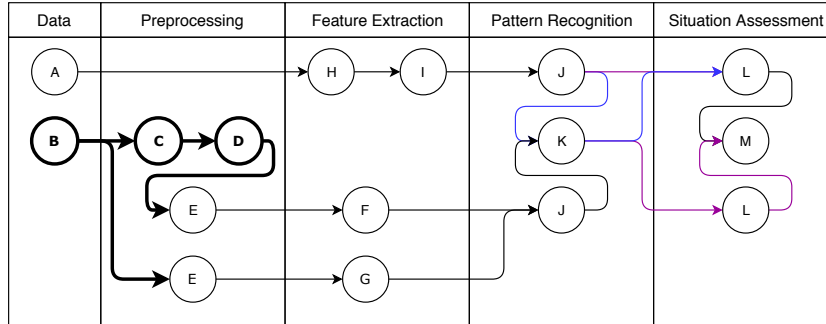 Data Preprocessing Feature Extraction Pattern Recognition Situation Assessment
A H I J L
B C D K M
E F J L
E G